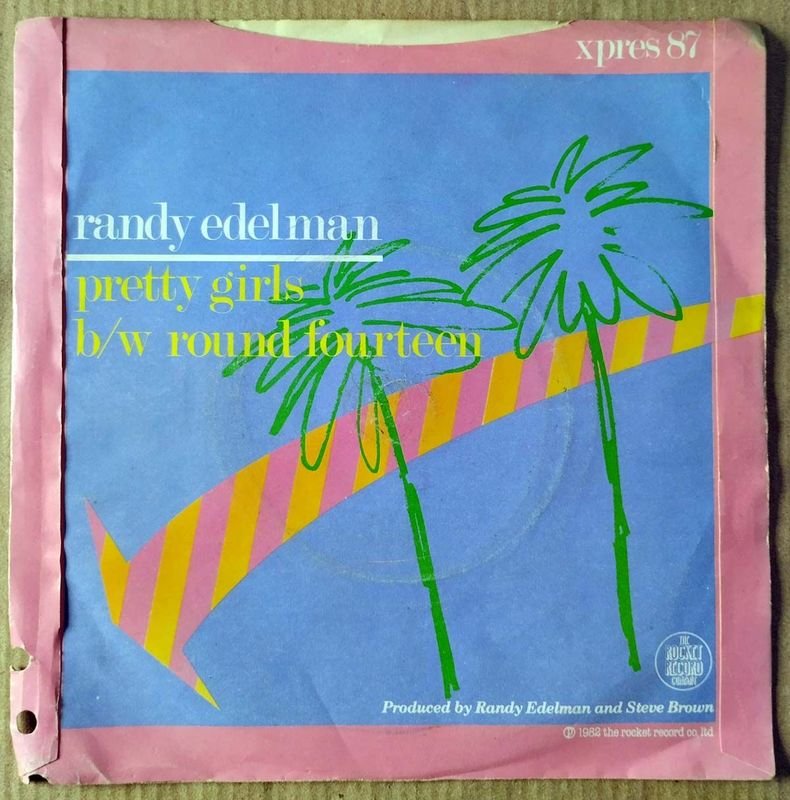 xpres 87
randy edelman
pretty girls
b/w round fourteen
THE
ROCKET
RECORD
COMPANY
Produced by Randy Edelman and Steve Brown
℗ 1982 the rocket record co. ltd